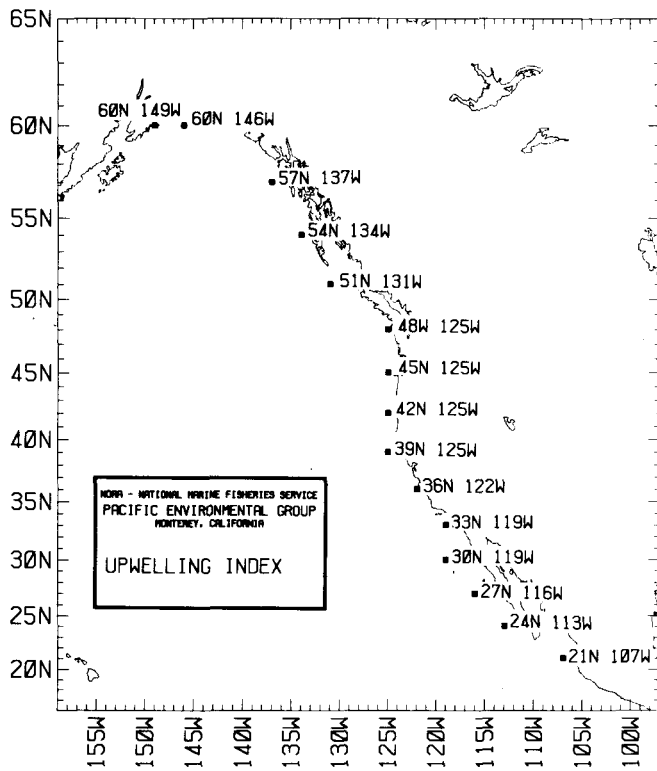 65N
60N 149W
60N
60N 146W
57N 137W
55N
54N 134W
51N 131W
50N
48W 125W
45N 125W
45N
42N 125W
40N
39N 125W
36N 122W
35N
NORA - NATIONAL MARINE FISHERIES SERVICE
PACIFIC ENVIRONMENTAL GROUP
MONTEREY, CALIFORNIA
UPWELLING INDEX
33N 119W
30N
30N 119W
27N 116W
25N
24N 113W
21N 107W
20N
155W
150W
145W
140W
135W
130W
125W
120W
115W
110W
105W
100W